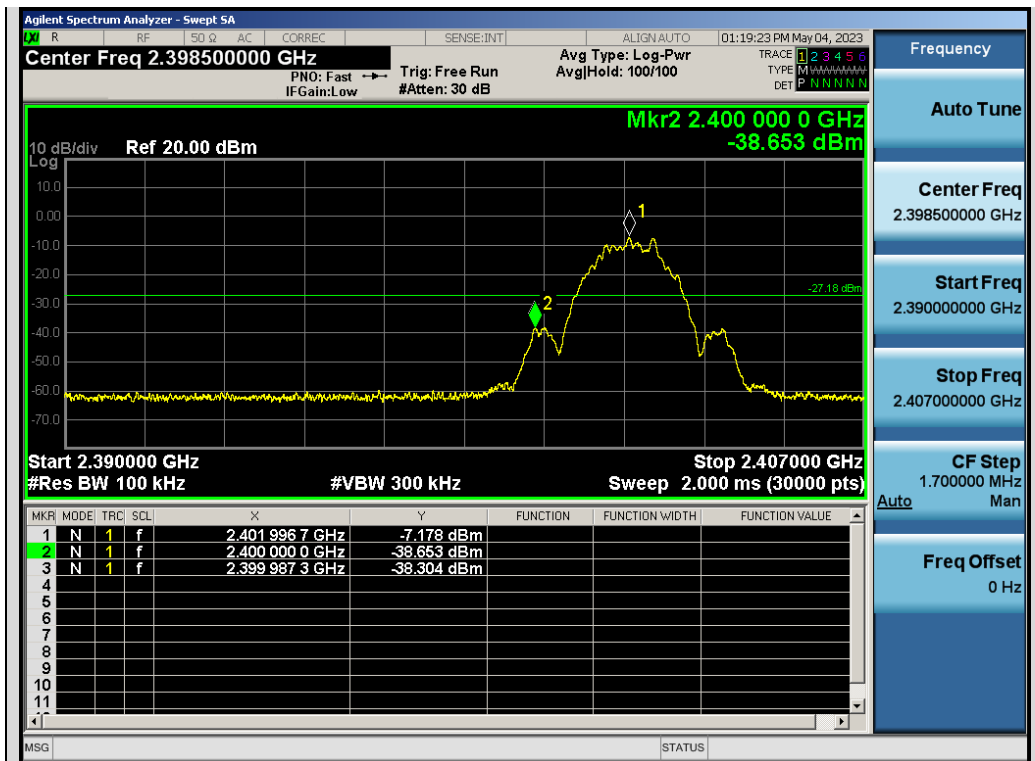 Agilent Spectrum Analyzer - Swept SA
LXI R RF 50 Ω AC CORREC SENSE:INT ALIGN AUTO 01:19:23 PM May 04, 2023
Center Freq 2.398500000 GHz
PNO: Fast
IFGain:Low
Trig: Free Run
#Atten: 30 dB
Avg Type: Log-Pwr
Avg|Hold: 100/100
TRACE 1 2 3 4 5 6
TYPE M W W W W W
DET P N N N N N
Mkr2 2.400 000 0 GHz
-38.653 dBm
10 dB/div Ref 20.00 dBm
Log
10.0
0.00
-10.0
-20.0
-30.0
-40.0
-50.0
-60.0
-70.0
1
2
-27.18 dBm
Start 2.390000 GHz Stop 2.407000 GHz
#Res BW 100 kHz #VBW 300 kHz Sweep 2.000 ms (30000 pts)
MKR MODE TRC SCL X Y FUNCTION FUNCTION WIDTH FUNCTION VALUE
1 N 1 f 2.401 996 7 GHz -7.178 dBm
2 N 1 f 2.400 000 0 GHz -38.653 dBm
3 N 1 f 2.399 987 3 GHz -38.304 dBm
4
5
6
7
8
9
10
11
MSG STATUS
Frequency
Auto Tune
Center Freq
2.398500000 GHz
Start Freq
2.390000000 GHz
Stop Freq
2.407000000 GHz
CF Step
1.700000 MHz
Auto Man
Freq Offset
0 Hz